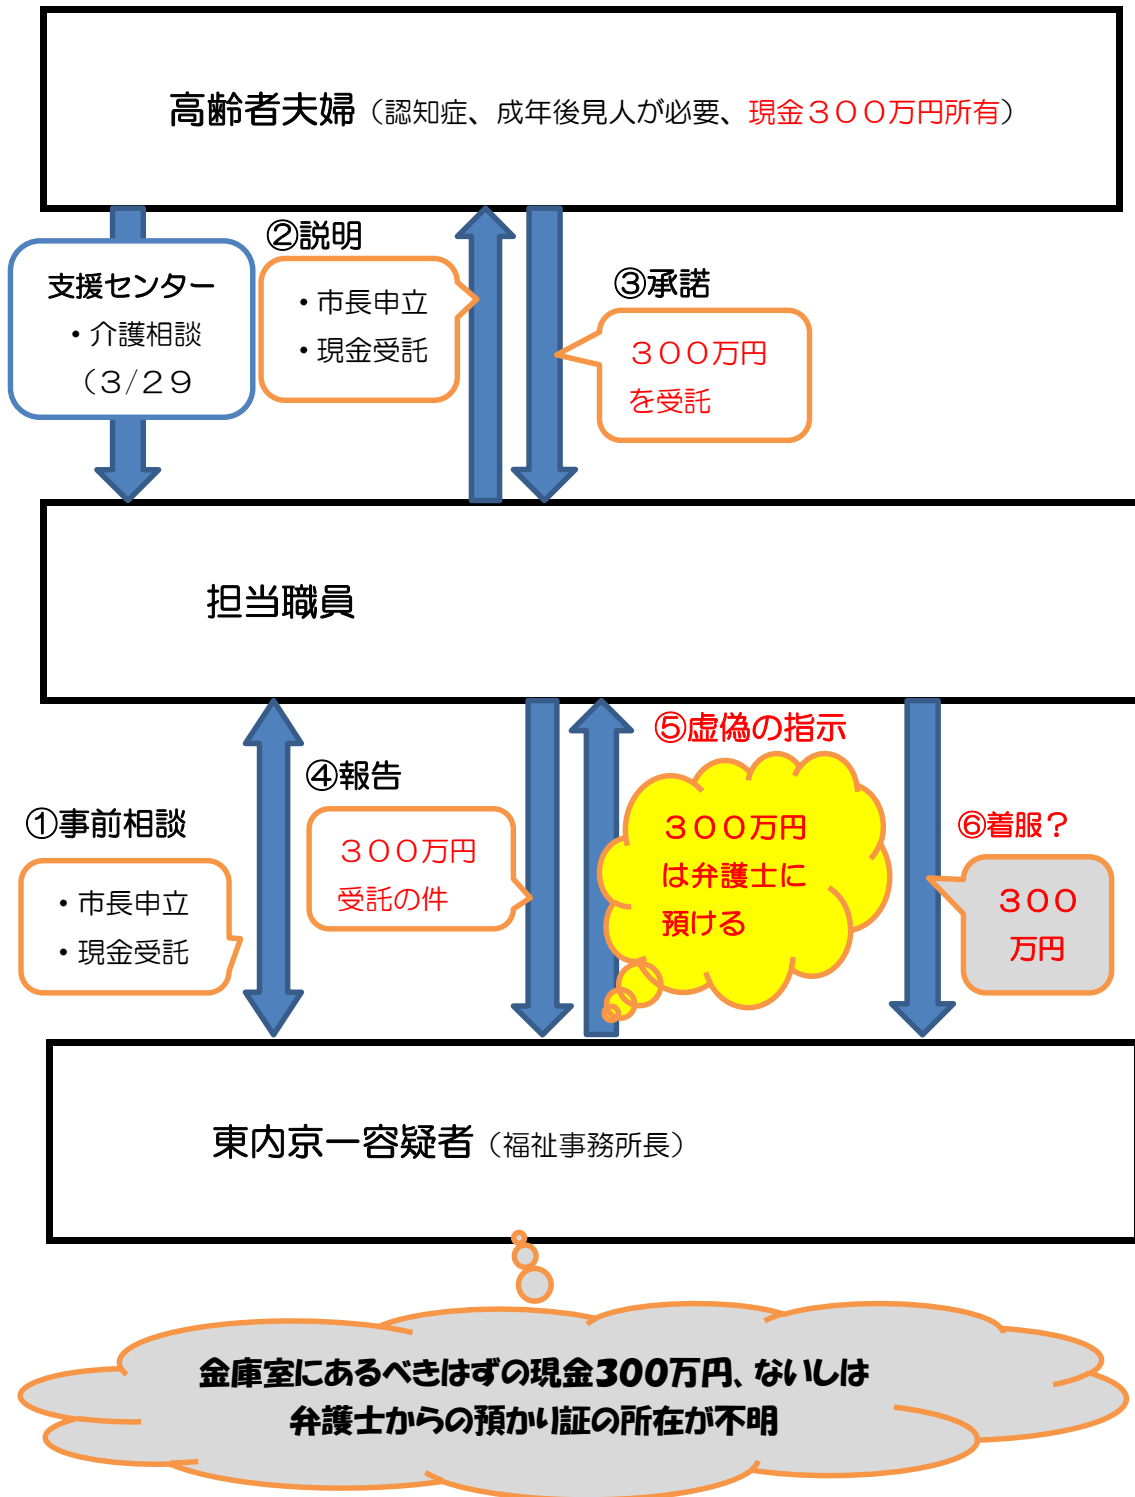 高齢者夫婦（認知症、成年後見人が必要、現金３００万円所有）
②説明
支援センター
・介護相談
（３/２９
・市長申立
・現金受託
③承諾
３００万円
を受託
担当職員
⑤虚偽の指示
④報告
①事前相談
・市長申立
・現金受託
３００万円
受託の件
３００万円
は弁護士に
預ける
⑥着服？
３００
万円
東内京一容疑者（福祉事務所長）
金庫室にあるべきはずの現金300万円、ないしは
弁護士からの預かり証の所在が不明